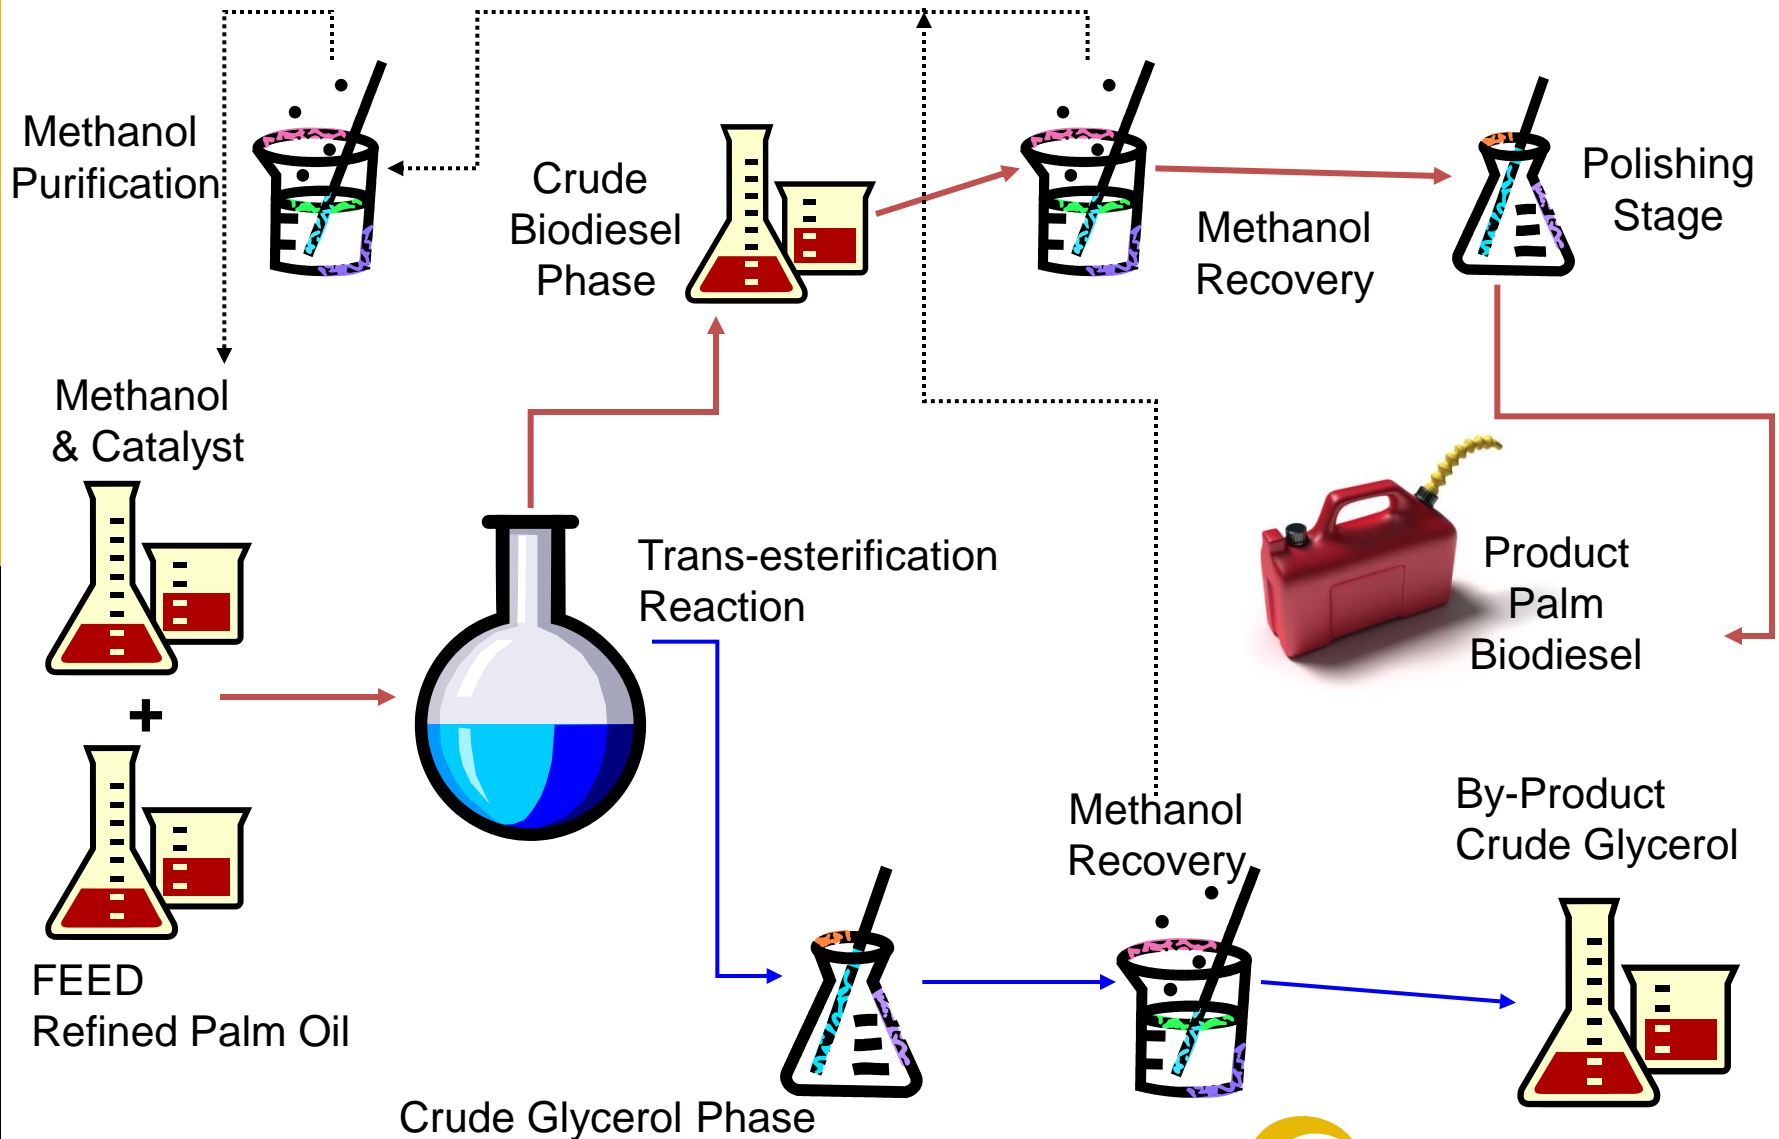 Methanol
Purification
Crude
Biodiesel
Phase
Methanol
Recovery
Polishing
Stage
Methanol
& Catalyst
+
FEED
Refined Palm Oil
Trans-esterification
Reaction
Product
Palm
Biodiesel
Methanol
Recovery
By-Product
Crude Glycerol
Crude Glycerol Phase